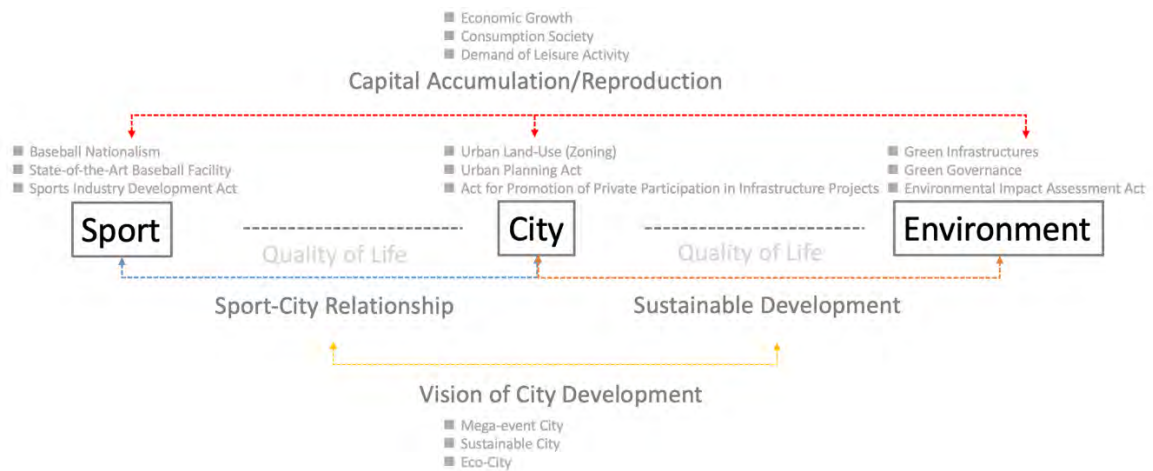 Economic Growth
Consumption Society
Demand of Leisure Activity
Capital Accumulation/Reproduction
Baseball Nationalism
State-of-the-Art Baseball Facility
Sports Industry Development Act
Urban Land-Use (Zoning)
Urban Planning Act
Act for Promotion of Private Participation in Infrastructure Projects
Green Infrastructures
Green Governance
Environmental Impact Assessment Act
Sport
City
Environment
Quality of Life
Quality of Life
Sport-City Relationship
Sustainable Development
Vision of City Development
Mega-event City
Sustainable City
Eco-City